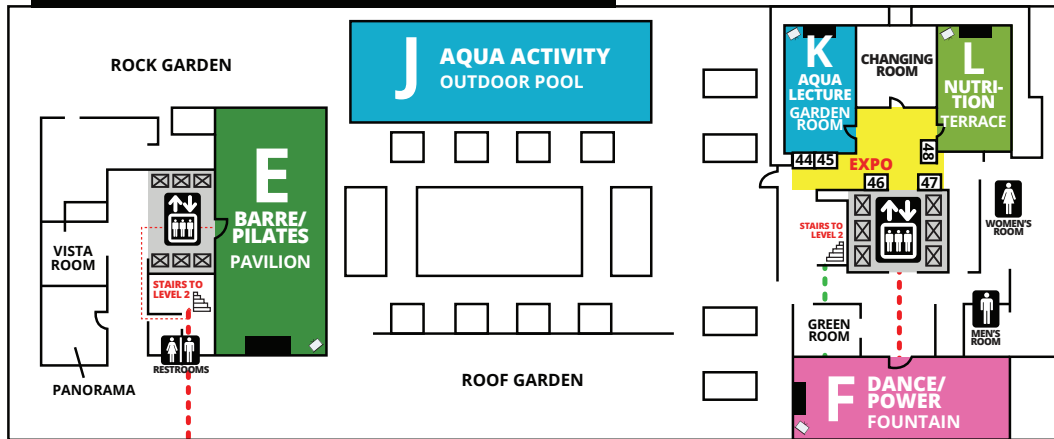 ROCK GARDEN
J
AQUA ACTIVITY
OUTDOOR POOL
K
AQUA
LECTURE
GARDEN
ROOM
CHANGING
ROOM
L
NUTRI-
TION
TERRACE
44
45
EXPO
48
46
47
E
BARRE/
PILATES
PAVILION
VISTA
ROOM
STAIRS TO
LEVEL 2
RESTROOMS
PANORAMA
ROOF GARDEN
STAIRS TO
LEVEL 2
WOMEN'S
ROOM
GREEN
ROOM
MEN'S
ROOM
F
DANCE/
POWER
FOUNTAIN